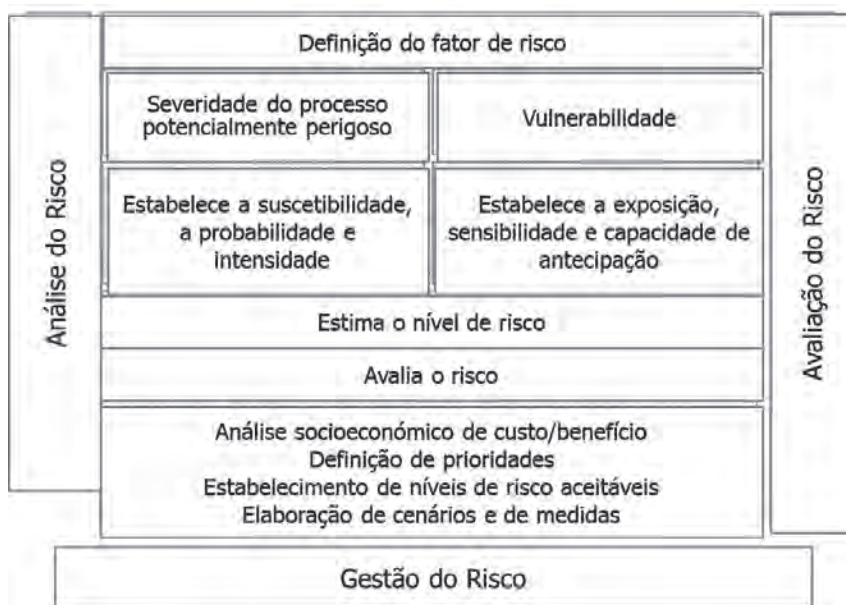 Análise do Risco
Definição do fator de risco
Severidade do processo
potencialmente perigoso
Vulnerabilidade
Estabelece a suscetibilidade,
a probabilidade e
intensidade
Estabelece a exposição,
sensibilidade e capacidade de
antecipação
Estima o nível de risco
Avalia o risco
Análise socioeconómico de custo/benefício
Definição de prioridades
Estabelecimento de níveis de risco aceitáveis
Elaboração de cenários e de medidas
Avaliação do Risco
Gestão do Risco